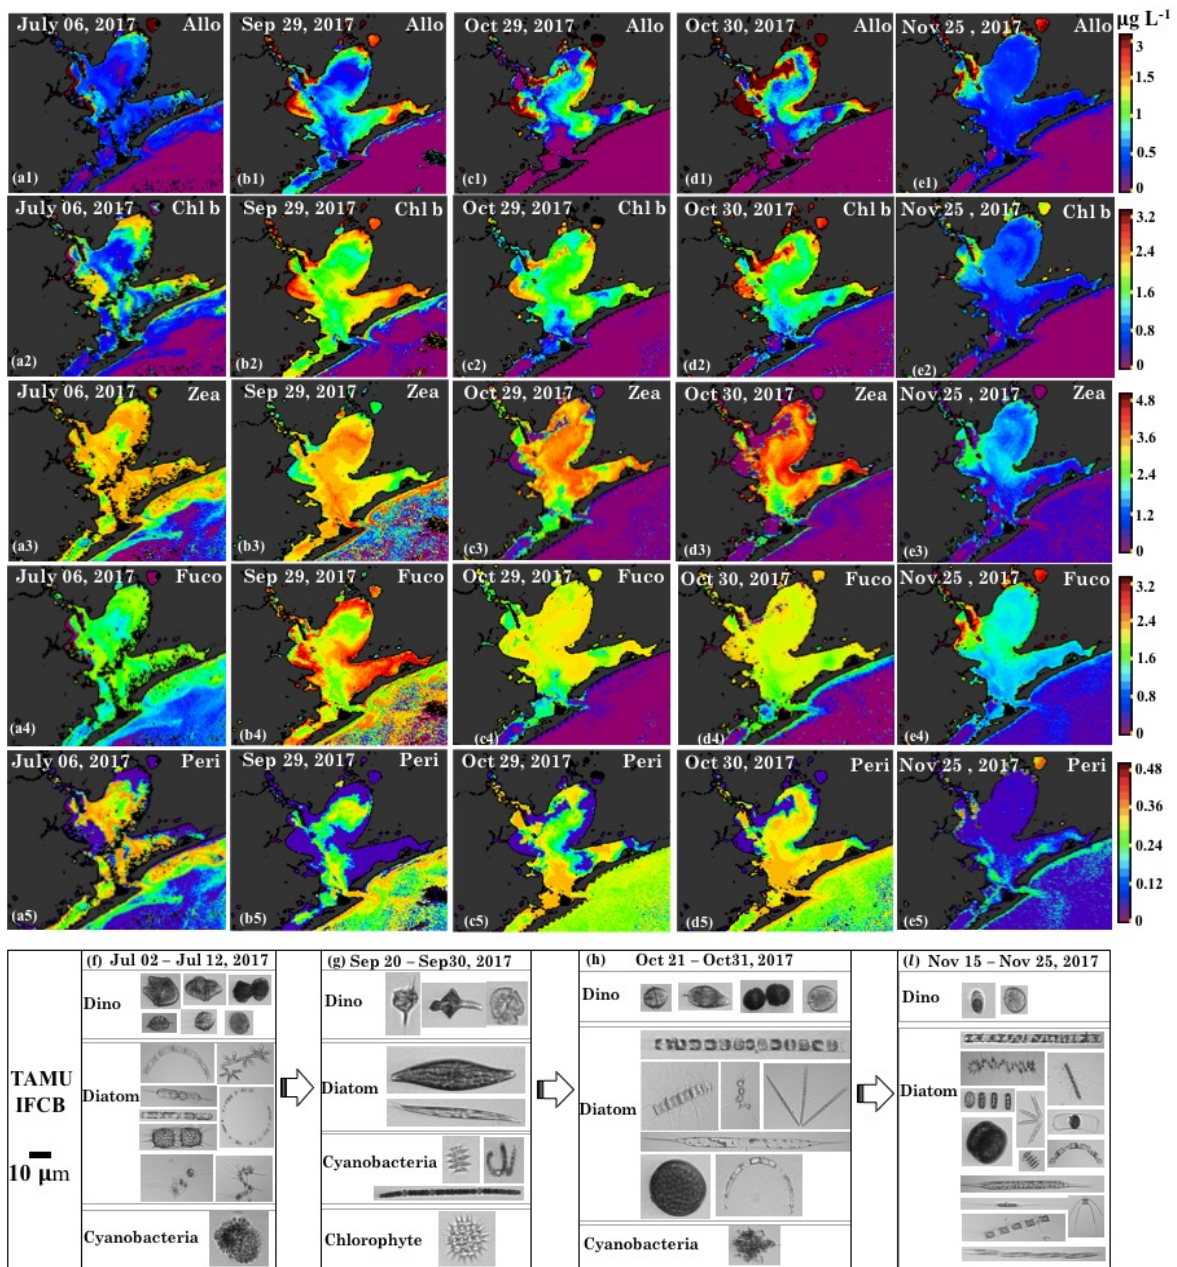 July 06, 2017 Allo
Sep 29, 2017 Allo
Oct 29, 2017 Allo
Oct 30, 2017 Allo
Nov 25 , 2017 Allo
µg L-1
3
1.5
1
0.5
0
(a1)
(b1)
(c1)
(d1)
(e1)
July 06, 2017 Chl b
Sep 29, 2017 Chl b
Oct 29, 2017 Chl b
Oct 30, 2017 Chl b
Nov 25 , 2017 Chl b
3.2
2.4
1.6
0.8
0
(a2)
(b2)
(c2)
(d2)
(e2)
July 06, 2017 Zea
Sep 29, 2017 Zea
Oct 29, 2017 Zea
Oct 30, 2017 Zea
Nov 25 , 2017 Zea
4.8
3.6
2.4
1.2
0
(a3)
(b3)
(c3)
(d3)
(e3)
July 06, 2017 Fuco
Sep 29, 2017 Fuco
Oct 29, 2017 Fuco
Oct 30, 2017 Fuco
Nov 25 , 2017 Fuco
3.2
2.4
1.6
0.8
0
(a4)
(b4)
(c4)
(d4)
(e4)
July 06, 2017 Peri
Sep 29, 2017 Peri
Oct 29, 2017 Peri
Oct 30, 2017 Peri
Nov 25 , 2017 Peri
0.48
0.36
0.24
0.12
0
(a5)
(b5)
(c5)
(d5)
(e5)
TAMU
IFCB
10 µm
(f) Jul 02 – Jul 12, 2017
Dino
Diatom
Cyanobacteria
(g) Sep 20 – Sep30, 2017
Dino
Diatom
Cyanobacteria
Chlorophyte
(h) Oct 21 – Oct31, 2017
Dino
Diatom
Cyanobacteria
(l) Nov 15 – Nov 25, 2017
Dino
Diatom